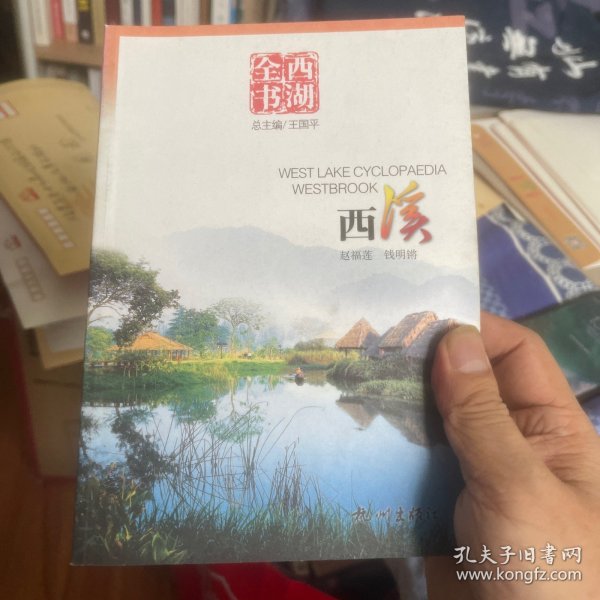 西湖
全书
总主编/王国平
WEST LAKE CYCLOPAEDIA
WESTBROOK
西溪
赵福莲 钱明锵
杭州出版社
孔夫子旧书网
www.kongfz.com